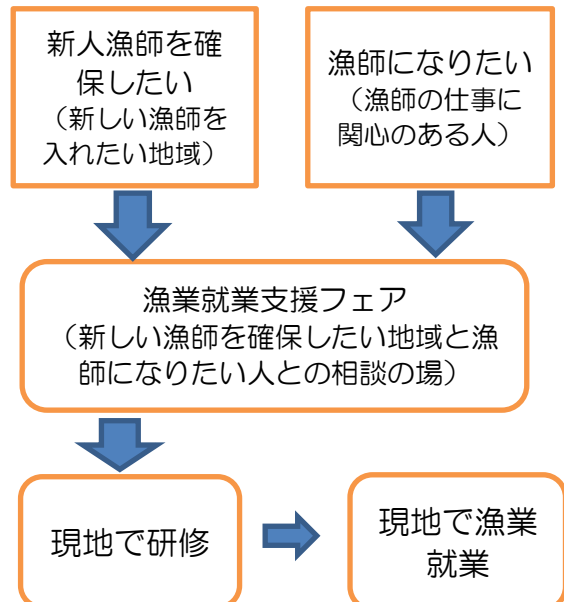 新人漁師を確
保したい
（新しい漁師を
入れたい地域）
漁師になりたい
（漁師の仕事に
関心のある人）
漁業就業支援フェア
（新しい漁師を確保したい地域と漁
師になりたい人との相談の場）
現地で研修
現地で漁業
就業